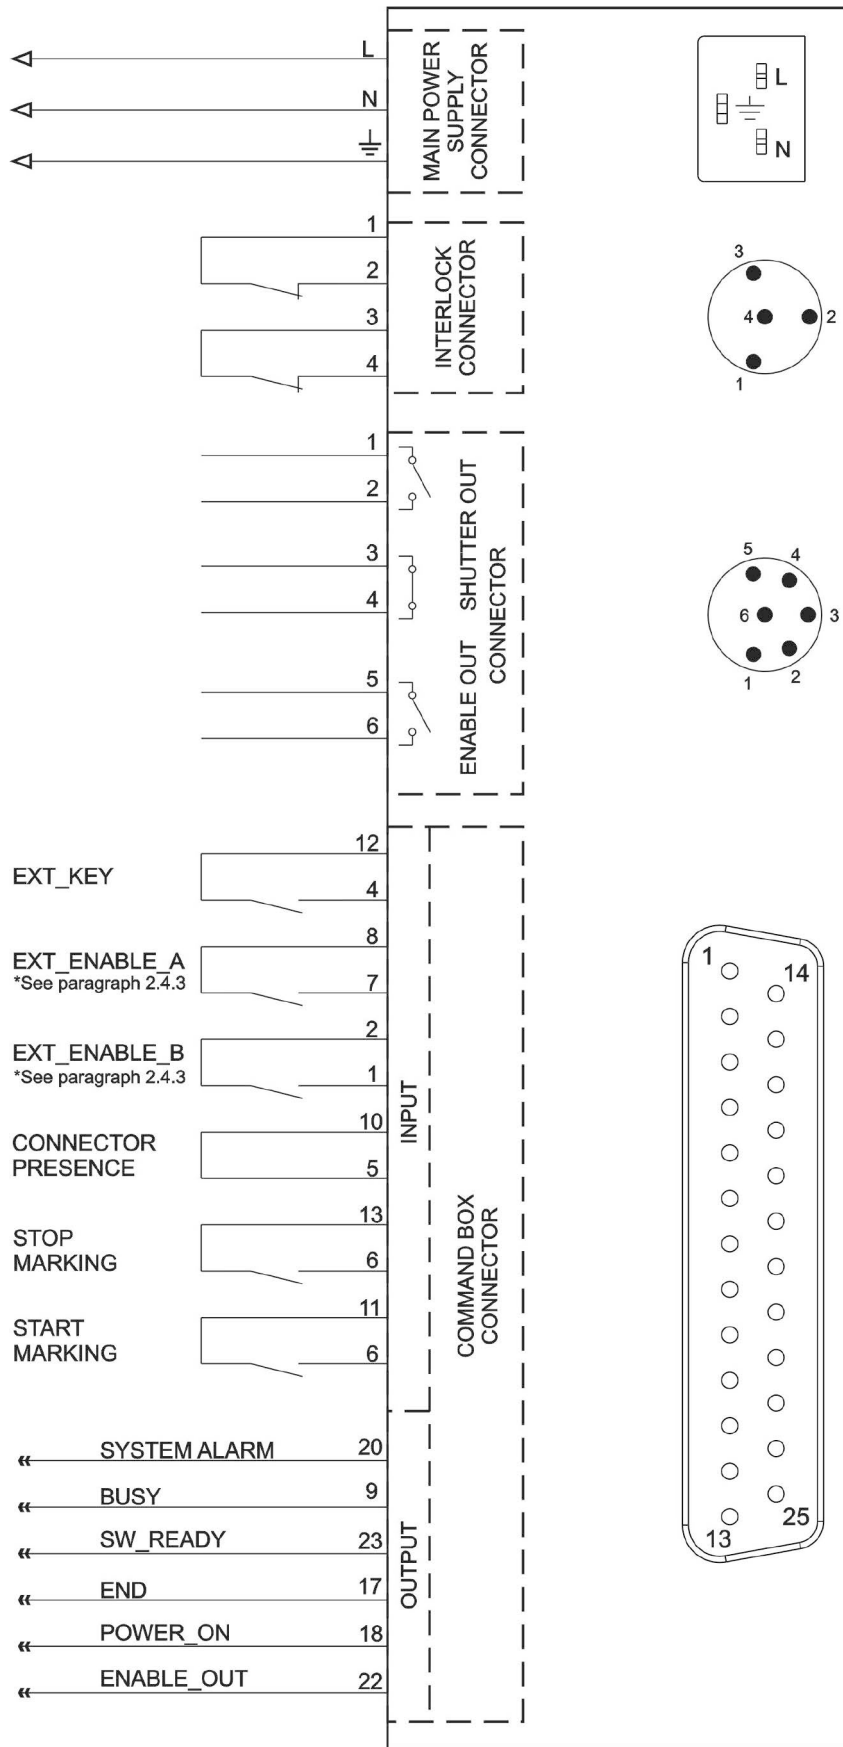 L
N
MAIN POWER
SUPPLY
CONNECTOR
L
N
1
2
3
4
INTERLOCK
CONNECTOR
3
4
2
1
1
2
3
4
5
6
ENABLE OUT SHUTTER OUT
CONNECTOR
5
4
6
3
1
2
EXT_KEY
12
4
EXT_ENABLE_A
*See paragraph 2.4.3
8
7
EXT_ENABLE_B
*See paragraph 2.4.3
2
1
CONNECTOR
PRESENCE
10
5
STOP
MARKING
13
6
START
MARKING
11
6
INPUT
COMMAND BOX
CONNECTOR
1
14
13
25
SYSTEM ALARM 20
BUSY 9
SW_READY 23
END 17
POWER_ON 18
ENABLE_OUT 22
OUTPUT